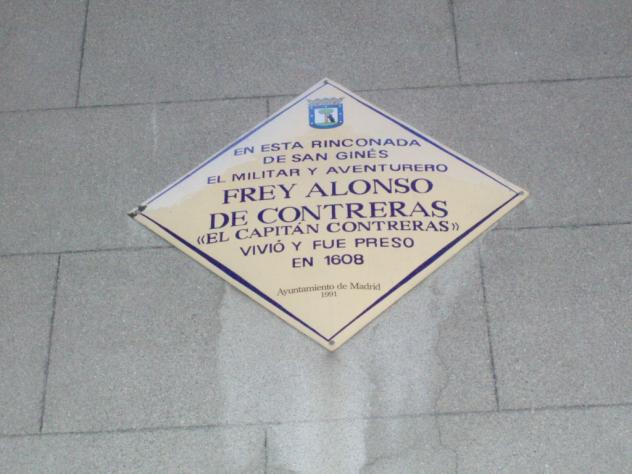 EN ESTA RINCONADA
DE SAN GINÉS
EL MILITAR Y AVENTURERO
FREY ALONSO
DE CONTRERAS
«EL CAPITÁN CONTRERAS»
VIVIÓ Y FUE PRESO
EN 1608
Ayuntamiento de Madrid
1991